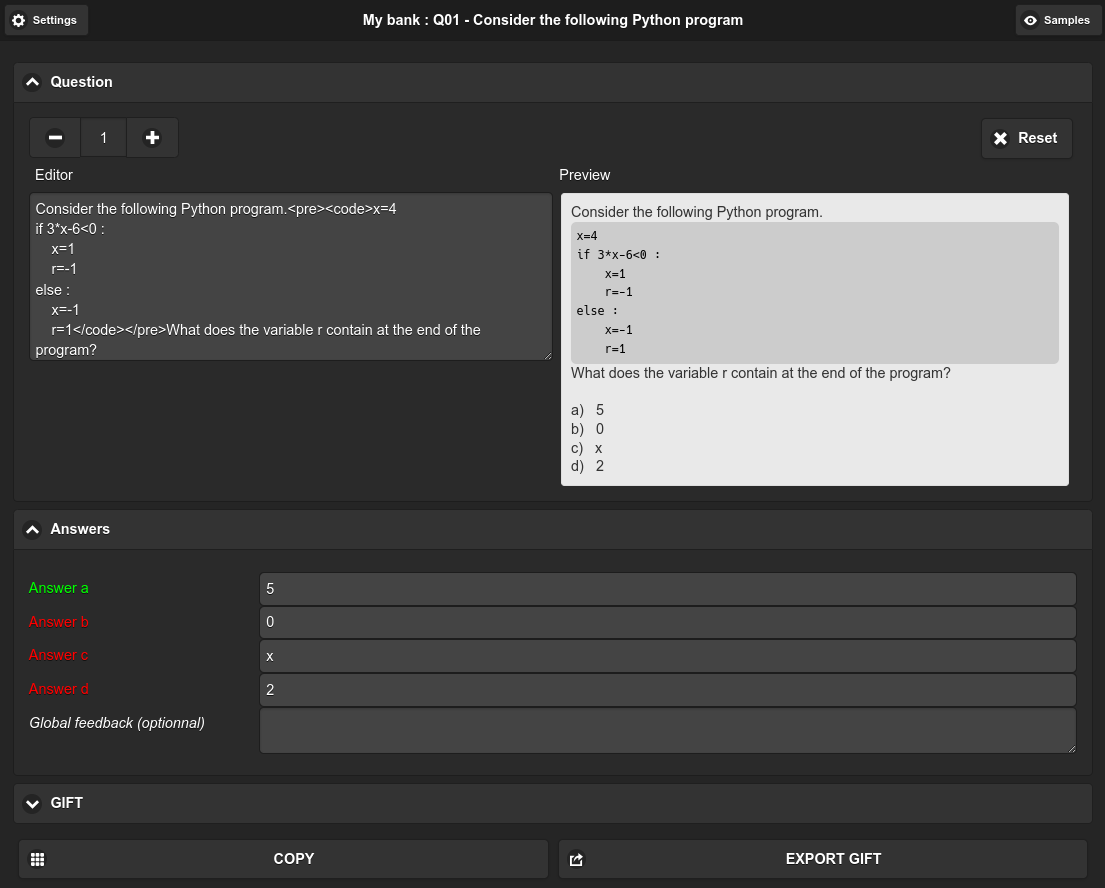 Settings
My bank : Q01 - Consider the following Python program
Samples
Question
1
Reset
Editor
Consider the following Python program.<pre><code>x=4
if 3*x-6<0 :
    x=1
    r=-1
else :
    x=-1
    r=1</code></pre>What does the variable r contain at the end of the
program?
Preview
Consider the following Python program.
x=4
if 3*x-6<0 :
    x=1
    r=-1
else :
    x=-1
    r=1
What does the variable r contain at the end of the program?
a) 5
b) 0
c) x
d) 2
Answers
Answer a 5
Answer b 0
Answer c x
Answer d 2
Global feedback (optionnal)
GIFT
COPY
EXPORT GIFT